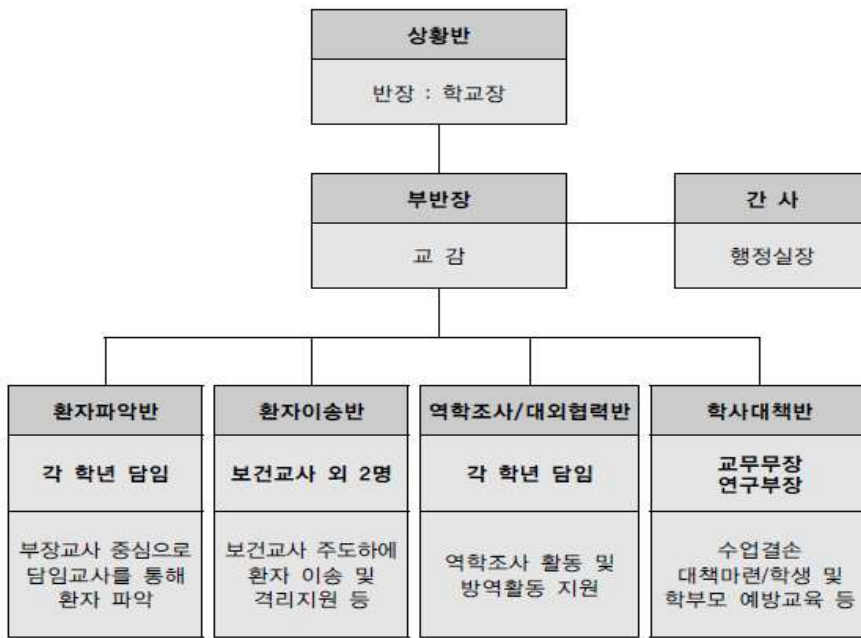 상황반
반장 : 학교장
부반장
교 감
간 사
행정실장
환자파악반
각 학년 담임
부장교사 중심으로
담임교사를 통해
환자 파악
환자이송반
보건교사 외 2명
보건교사 주도하에
환자 이송 및
격리지원 등
역학조사/대외협력반
각 학년 담임
역학조사 활동 및
방역활동 지원
학사대책반
교무무장
연구부장
수업결손
대책마련/학생 및
학부모 예방교육 등